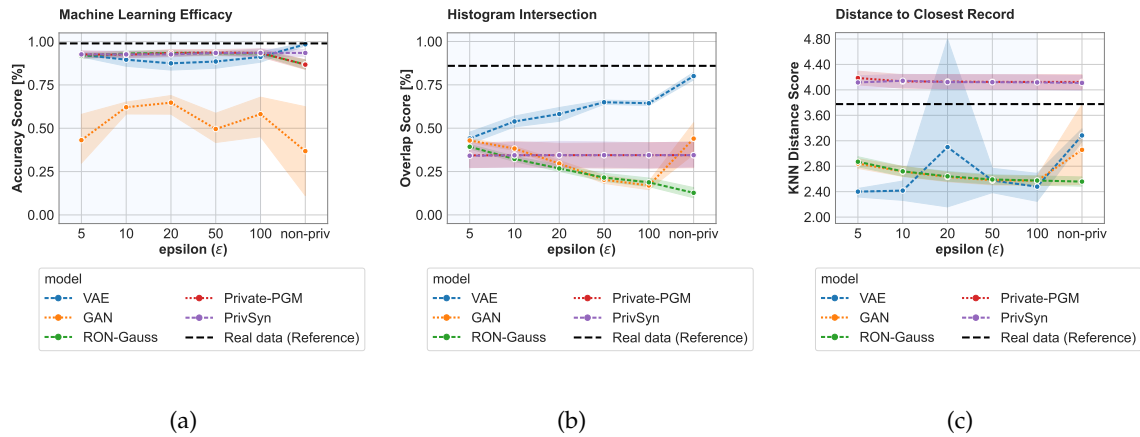 Machine Learning Efficacy
Accuracy Score [%]
1.00
0.75
0.50
0.25
0.00
5 10 20 50 100 non-priv
epsilon (ε)
model
VAE
GAN
RON-Gauss
Private-PGM
PrivSyn
Real data (Reference)
(a)
Histogram Intersection
Overlap Score [%]
1.00
0.75
0.50
0.25
0.00
5 10 20 50 100 non-priv
epsilon (ε)
model
VAE
GAN
RON-Gauss
Private-PGM
PrivSyn
Real data (Reference)
(b)
Distance to Closest Record
KNN Distance Score
4.80
4.40
4.00
3.60
3.20
2.80
2.40
2.00
5 10 20 50 100 non-priv
epsilon (ε)
model
VAE
GAN
RON-Gauss
Private-PGM
PrivSyn
Real data (Reference)
(c)